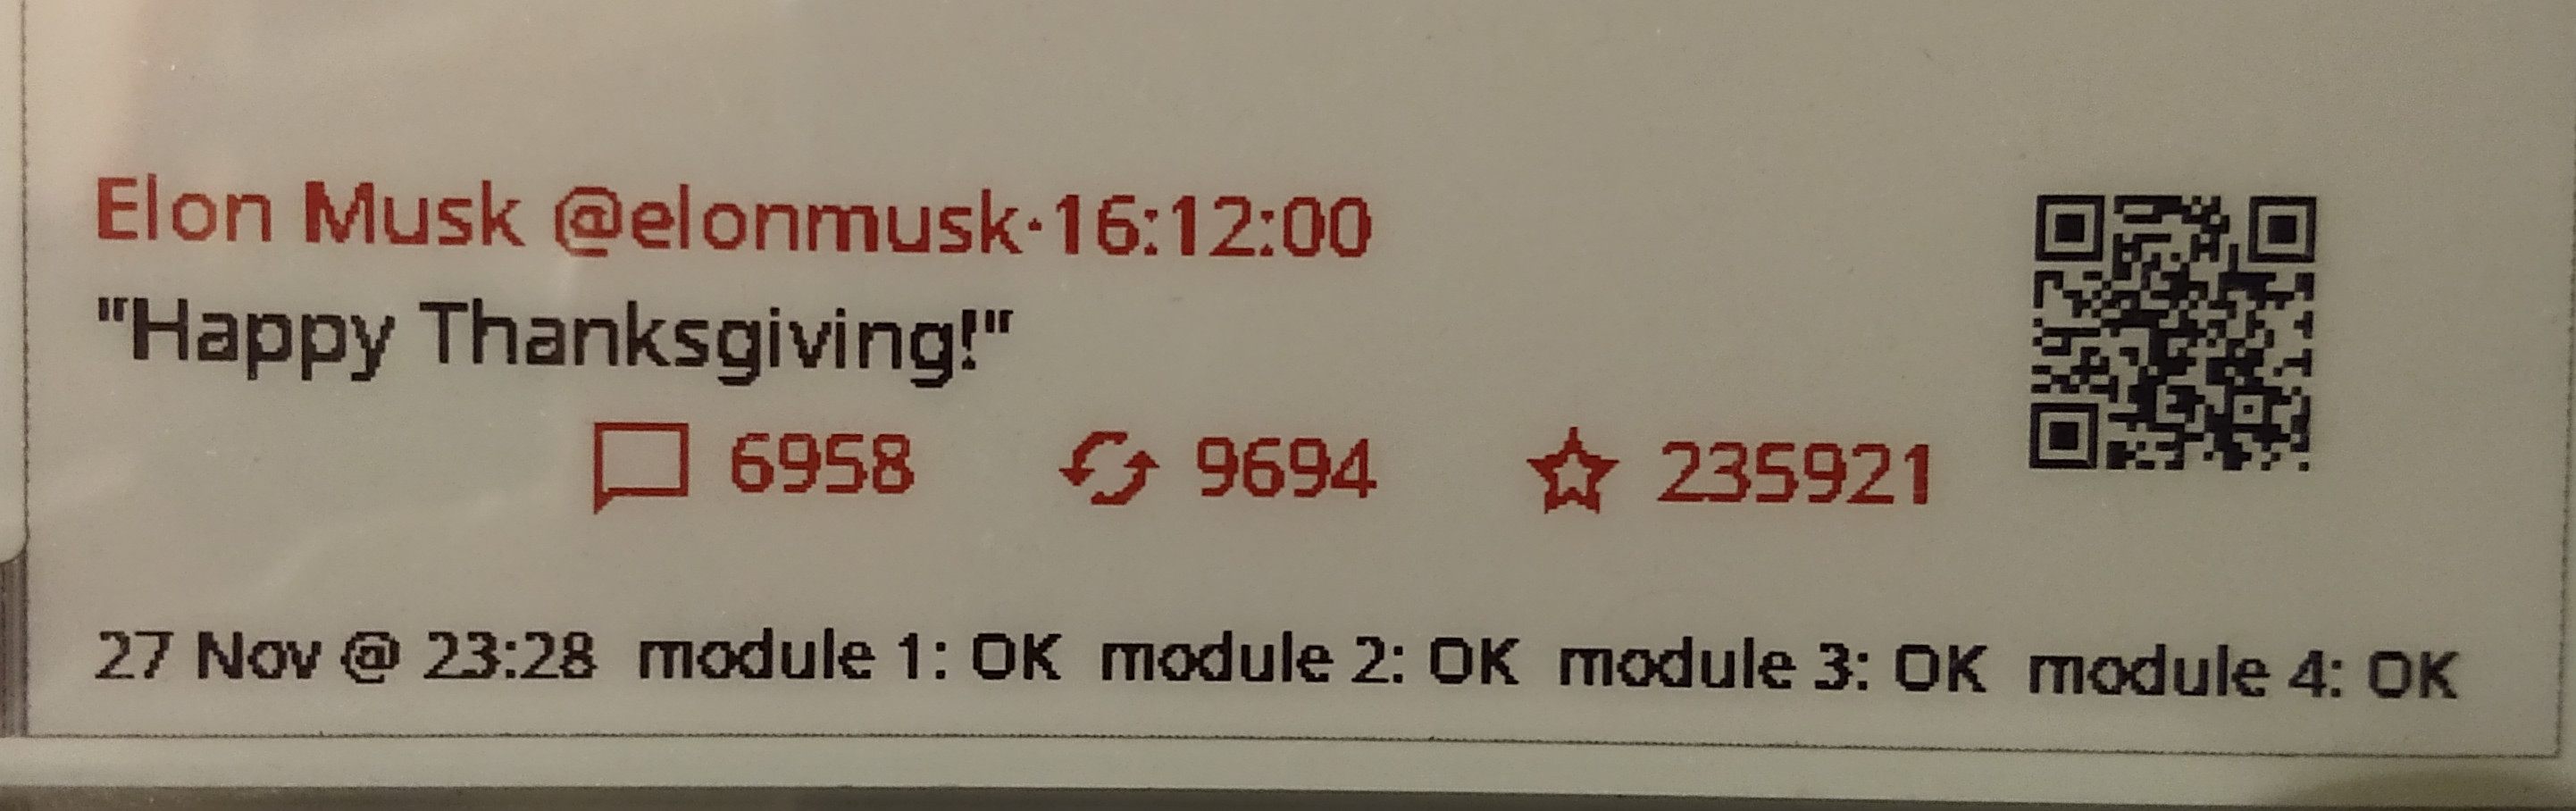 Elon Musk @elonmusk·16:12:00
"Happy Thanksgiving!"
6958 9694 235921
27 Nov @ 23:28 module 1: OK module 2: OK module 3: OK module 4: OK